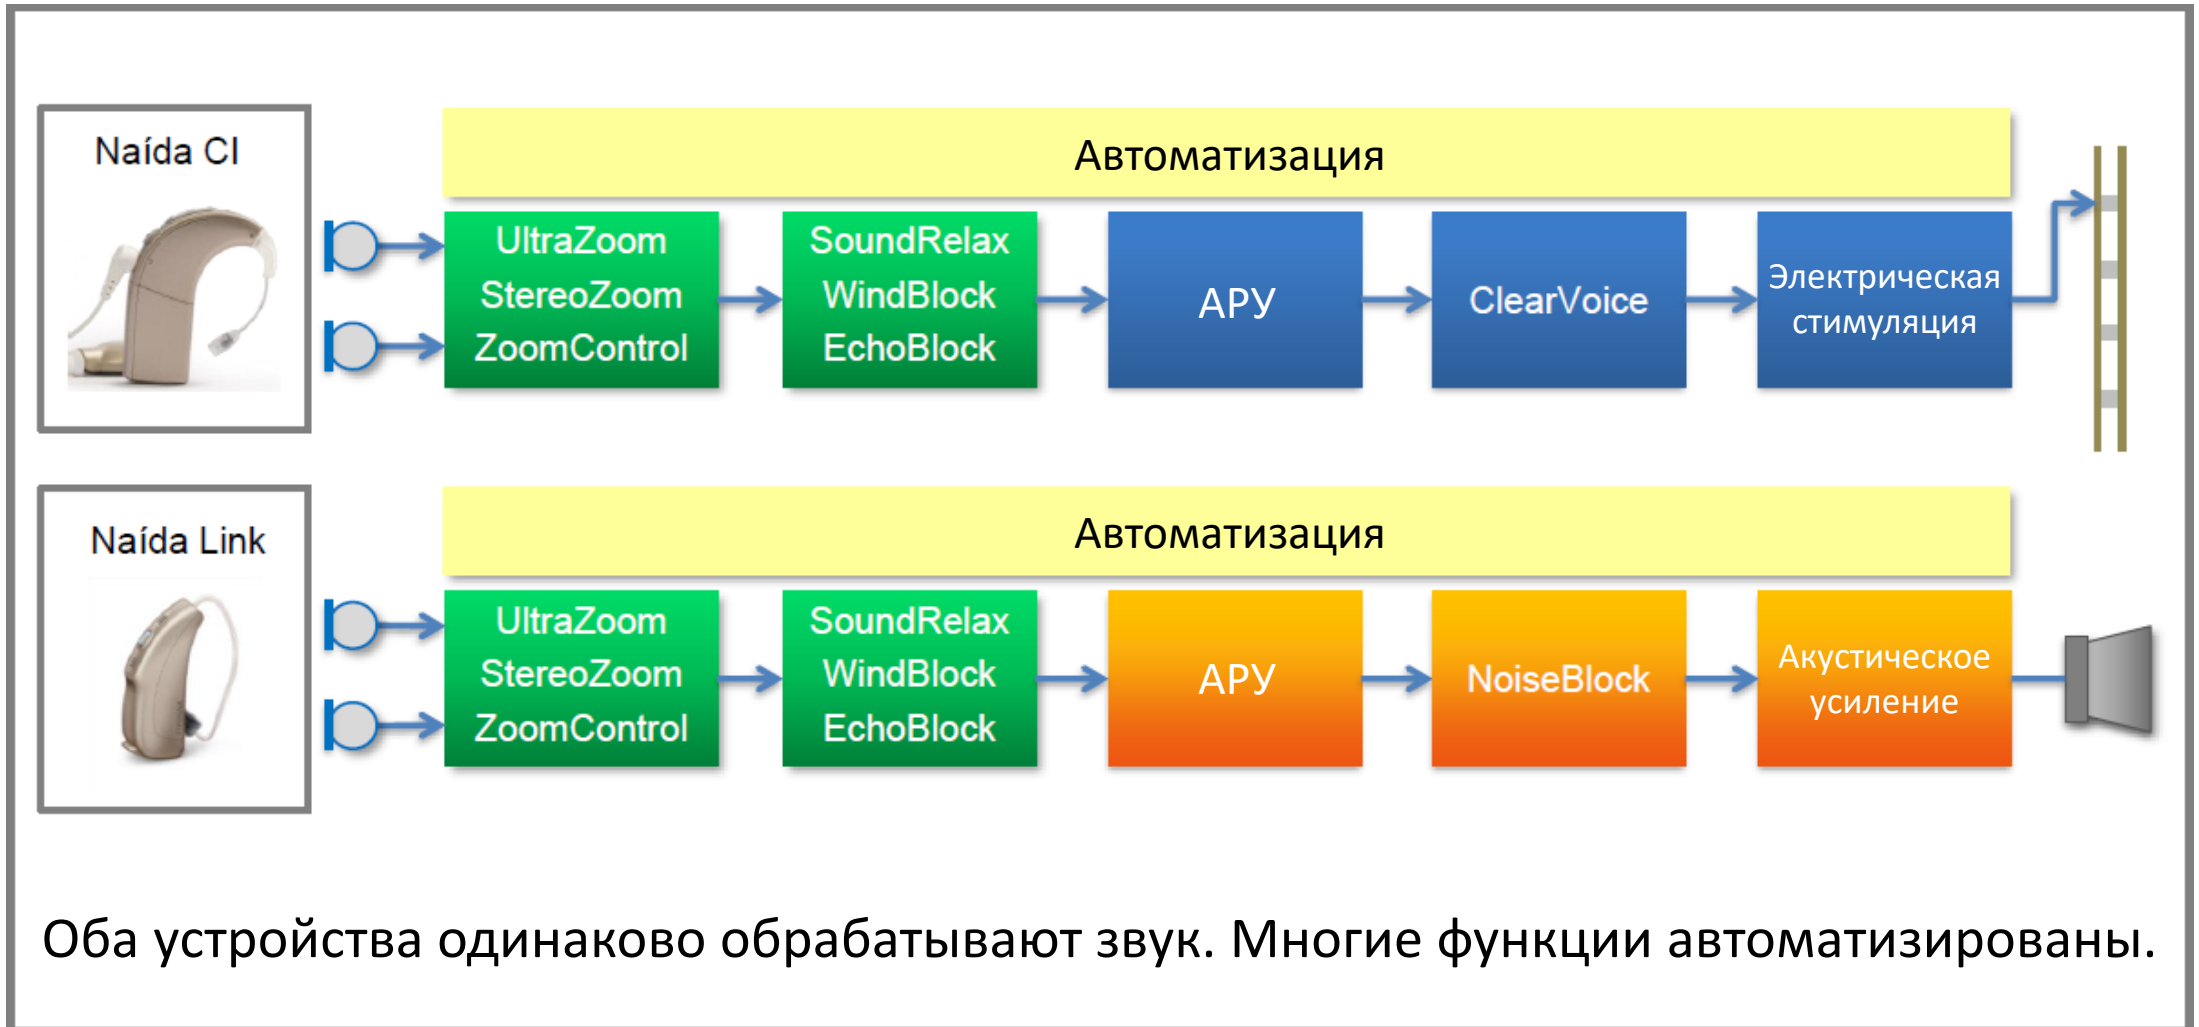 Naída CI
Автоматизация
UltraZoom
StereoZoom
ZoomControl
SoundRelax
WindBlock
EchoBlock
АРУ
ClearVoice
Электрическая
стимуляция
Naída Link
Автоматизация
UltraZoom
StereoZoom
ZoomControl
SoundRelax
WindBlock
EchoBlock
АРУ
NoiseBlock
Акустическое
усиление
Оба устройства одинаково обрабатывают звук. Многие функции автоматизированы.